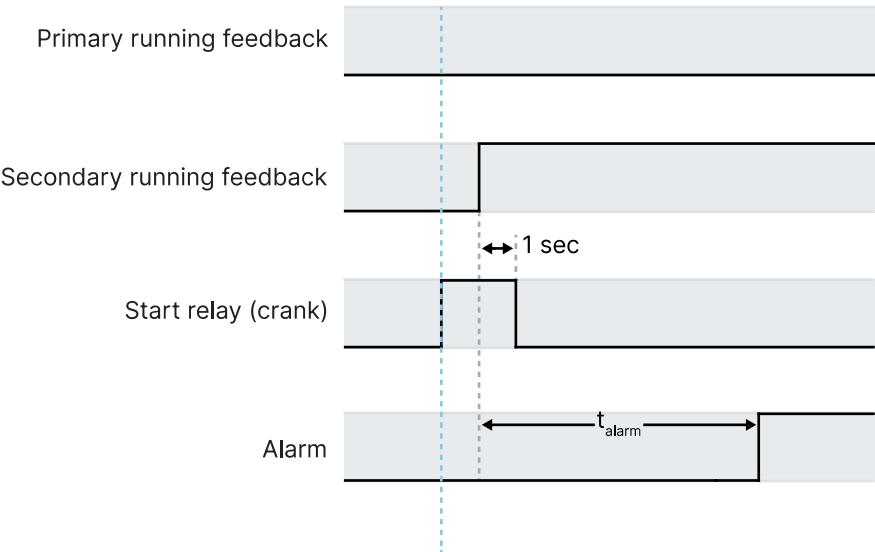 Primary running feedback
Secondary running feedback
1 sec
Start relay (crank)
t_alarm
Alarm